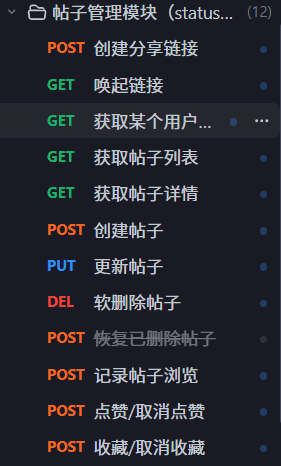 帖子管理模块（status... (12)
POST 创建分享链接
GET 唤起链接
GET 获取某个用户... ...
GET 获取帖子列表
GET 获取帖子详情
POST 创建帖子
PUT 更新帖子
DEL 软删除帖子
POST 恢复已删除帖子
POST 记录帖子浏览
POST 点赞/取消点赞
POST 收藏/取消收藏